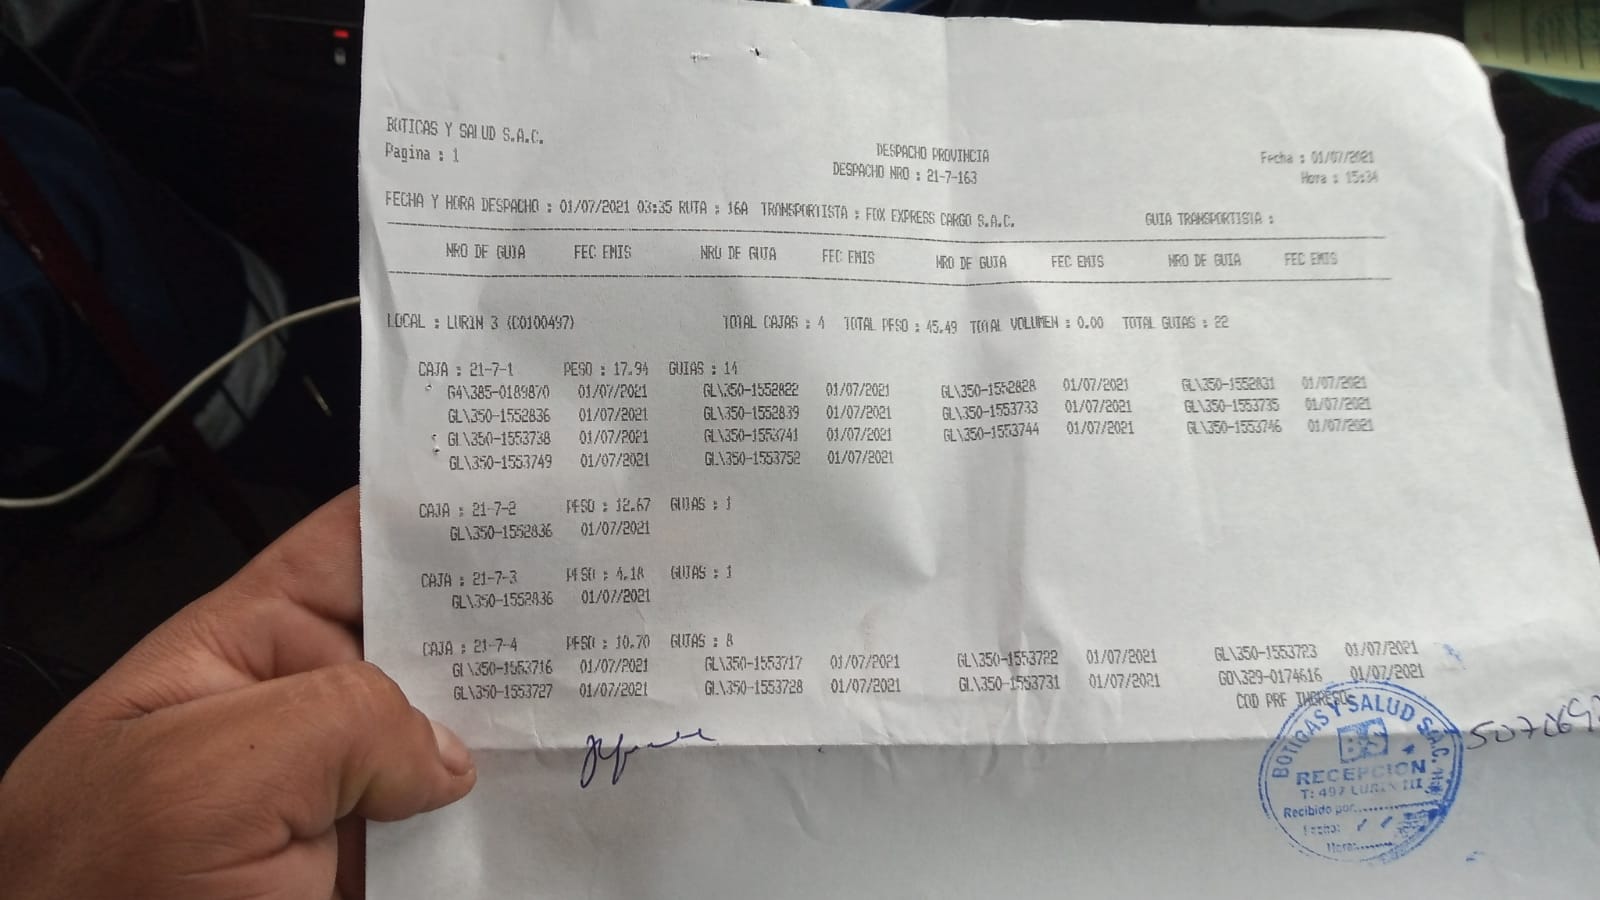 BOTICAS Y SALUD S.A.C.
Pagina : 1
DESPACHO PROVINCIA
DESPACHO NRO : 21-7-163
Fecha : 01/07/2021
Hora : 15:34
FECHA Y HORA DESPACHO : 01/07/2021 03:35 RUTA : 16A TRANSPORTISTA : FOX EXPRESS CARGO S.A.C. GUIA TRANSPORTISTA :
NRO DE GUIA FEC EMIS NRO DE GUIA FEC EMIS NRO DE GUIA FEC EMIS NRO DE GUIA FEC EMIS
LOCAL : LURIN 3 (C0100497) TOTAL CAJAS : 4 TOTAL PESO : 45.49 TOTAL VOLUMEN : 0.00 TOTAL GUIAS : 22
CAJA : 21-7-1 PESO : 17.94 GUIAS : 14
G4\385-0189870 01/07/2021 GL\350-1552822 01/07/2021 GL\350-1552828 01/07/2021 GL\350-1552831 01/07/2021
GL\350-1552836 01/07/2021 GL\350-1552839 01/07/2021 GL\350-1553733 01/07/2021 GL\350-1553735 01/07/2021
GL\350-1553738 01/07/2021 GL\350-1553741 01/07/2021 GL\350-1553744 01/07/2021 GL\350-1553746 01/07/2021
GL\350-1553749 01/07/2021 GL\350-1553752 01/07/2021
CAJA : 21-7-2 PESO : 12.67 GUIAS : 1
GL\350-1552836 01/07/2021
CAJA : 21-7-3 PESO : 4.18 GUIAS : 1
GL\350-1552836 01/07/2021
CAJA : 21-7-4 PESO : 10.70 GUIAS : 8
GL\350-1553716 01/07/2021 GL\350-1553717 01/07/2021 GL\350-1553722 01/07/2021 GL\350-1553723 01/07/2021
GL\350-1553727 01/07/2021 GL\350-1553728 01/07/2021 GL\350-1553731 01/07/2021 GO\329-0174616 01/07/2021
COD PRF INGRESO
BOTICAS Y SALUD S.A.C.
BS
RECEPCION
T: 497 LURIN III
Recibido por
Fecha:
Hora: